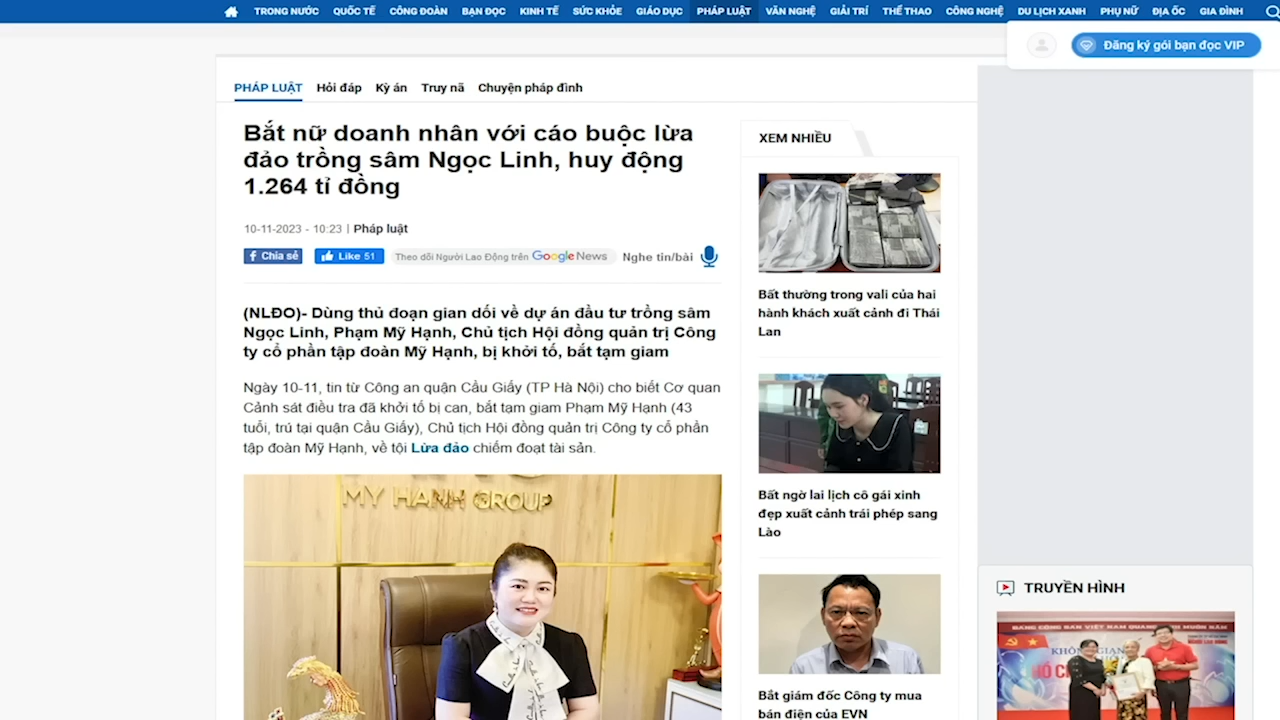 TRONG NƯỚC QUỐC TẾ CÔNG ĐOÀN BẠN ĐỌC KINH TẾ SỨC KHỎE GIÁO DỤC PHÁP LUẬT VĂN NGHỆ GIẢI TRÍ THỂ THAO CÔNG NGHỆ DU LỊCH XANH PHỤ NỮ ĐỊA ỐC GIA ĐÌNH
Đăng ký gói bạn đọc VIP
PHÁP LUẬT Hỏi đáp Kỳ án Truy nã Chuyện pháp đình
Bắt nữ doanh nhân với cáo buộc lừa
đảo trồng sâm Ngọc Linh, huy động
1.264 tỉ đồng
10-11-2023 - 10:23 | Pháp luật
Chia sẻ Like 51 Theo dõi Người Lao Động trên Google News Nghe tin/bài
(NLĐO)- Dùng thủ đoạn gian dối về dự án đầu tư trồng sâm
Ngọc Linh, Phạm Mỹ Hạnh, Chủ tịch Hội đồng quản trị Công
ty cổ phần tập đoàn Mỹ Hạnh, bị khởi tố, bắt tạm giam
Ngày 10-11, tin từ Công an quận Cầu Giấy (TP Hà Nội) cho biết Cơ quan
Cảnh sát điều tra đã khởi tố bị can, bắt tạm giam Phạm Mỹ Hạnh (43
tuổi, trú tại quận Cầu Giấy), Chủ tịch Hội đồng quản trị Công ty cổ phần
tập đoàn Mỹ Hạnh, về tội Lừa đảo chiếm đoạt tài sản.
MY HANH GROUP
XEM NHIỀU
Bất thường trong vali của hai
hành khách xuất cảnh đi Thái
Lan
Bất ngờ lai lịch cô gái xinh
đẹp xuất cảnh trái phép sang
Lào
Bắt giám đốc Công ty mua
bán điện của EVN
TRUYỀN HÌNH